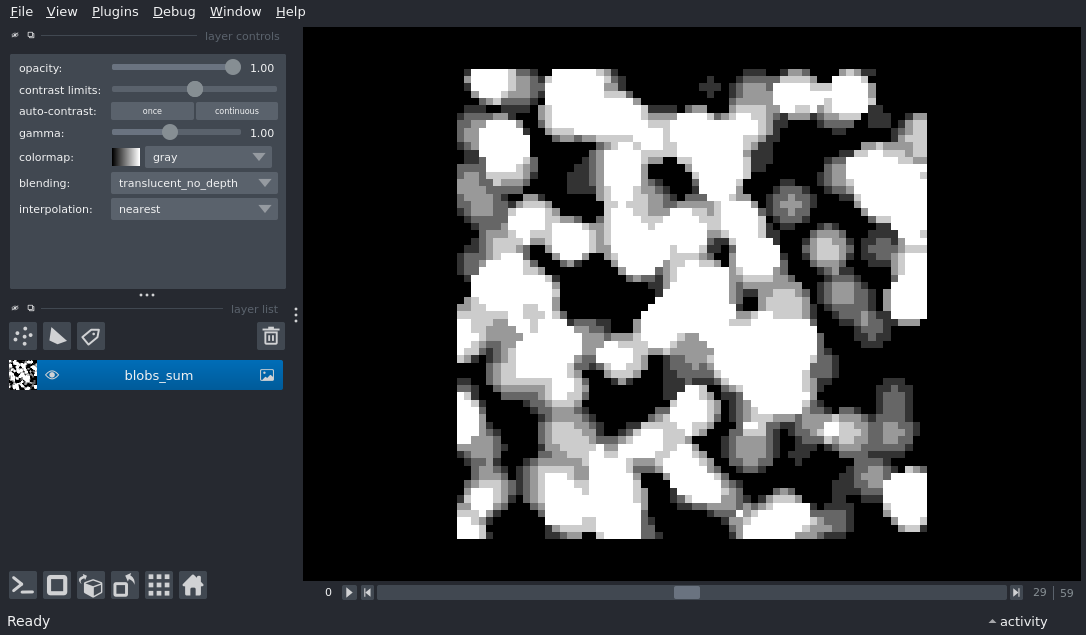 File View Plugins Debug Window Help
layer controls
opacity: 1.00
contrast limits:
auto-contrast: once continuous
gamma: 1.00
colormap: gray
blending: translucent_no_depth
interpolation: nearest
layer list
blobs_sum
0 29 59
Ready activity